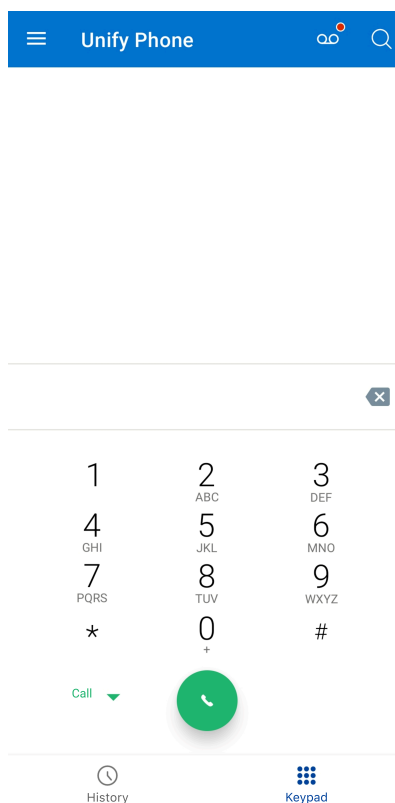 Unify Phone
1 2 3
ABC DEF
4 5 6
GHI JKL MNO
7 8 9
PQRS TUV WXYZ
* 0 #
+
Call
History Keypad